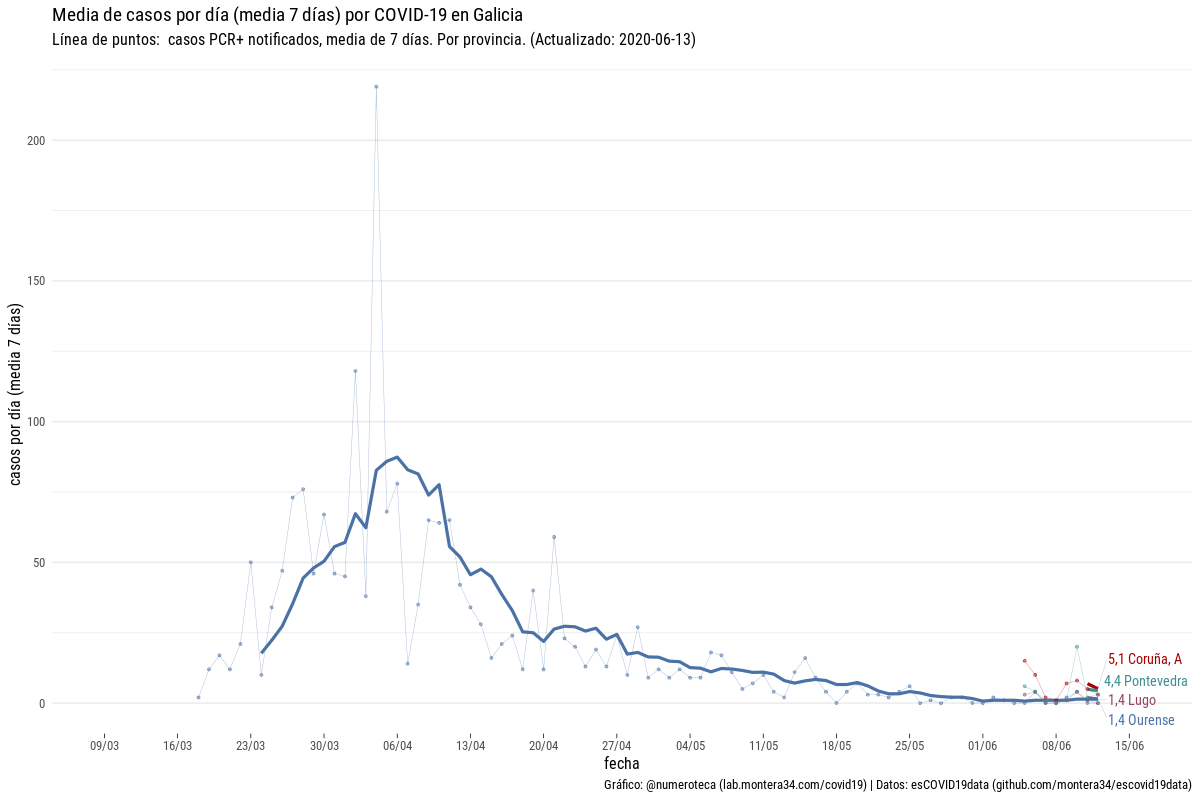 Media de casos por día (media 7 días) por COVID-19 en Galicia
Línea de puntos: casos PCR+ notificados, media de 7 días. Por provincia. (Actualizado: 2020-06-13)
casos por día (media 7 días)
200
150
100
50
0
5,1 Coruña, A
4,4 Pontevedra
1,4 Lugo
1,4 Ourense
09/03
16/03
23/03
30/03
06/04
13/04
20/04
27/04
04/05
11/05
18/05
25/05
01/06
08/06
15/06
fecha
Gráfico: @numeroteca (lab.montera34.com/covid19) | Datos: esCOVID19data (github.com/montera34/escovid19data)